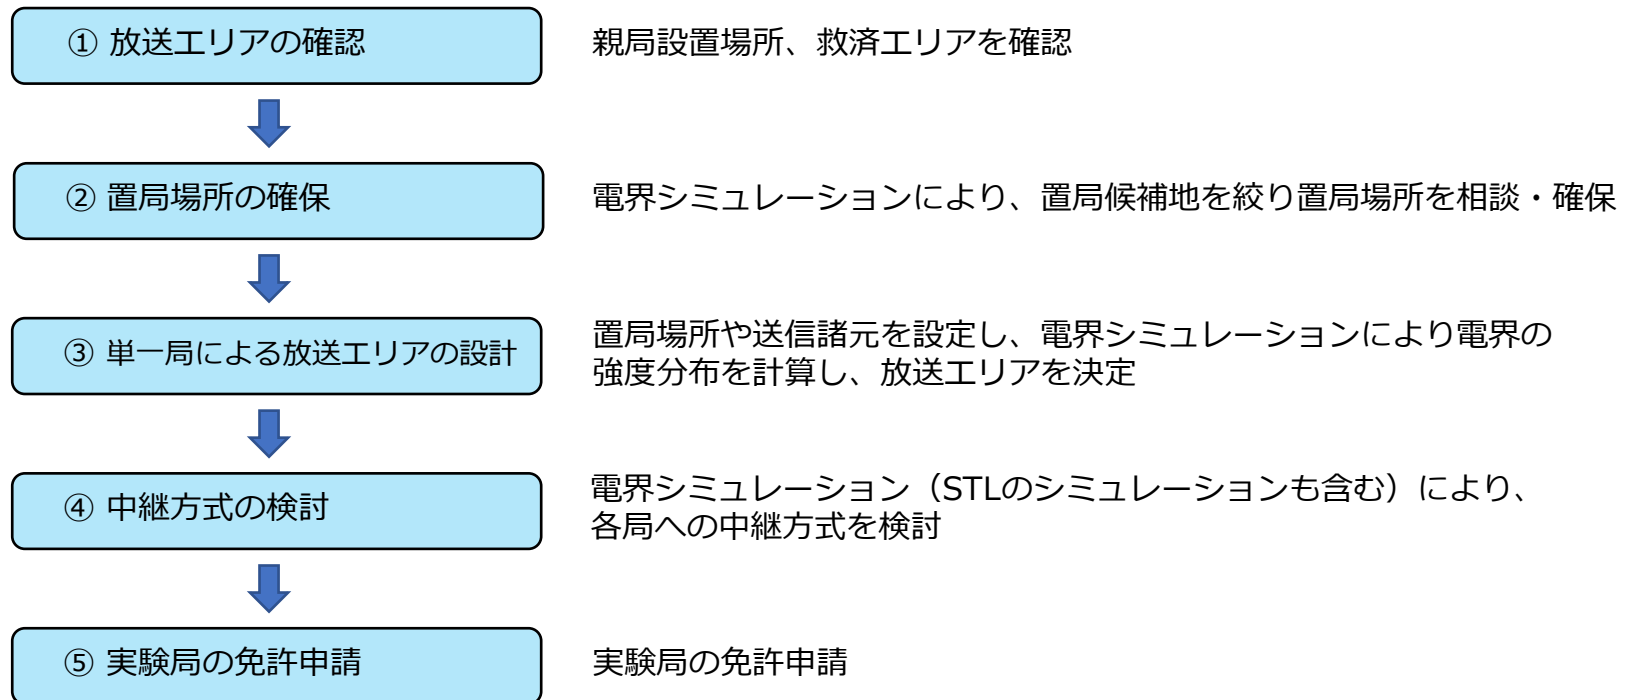 ① 放送エリアの確認
親局設置場所、救済エリアを確認
② 置局場所の確保
電界シミュレーションにより、置局候補地を絞り置局場所を相談・確保
③ 単一局による放送エリアの設計
置局場所や送信諸元を設定し、電界シミュレーションにより電界の
強度分布を計算し、放送エリアを決定
④ 中継方式の検討
電界シミュレーション（STLのシミュレーションも含む）により、
各局への中継方式を検討
⑤ 実験局の免許申請
実験局の免許申請